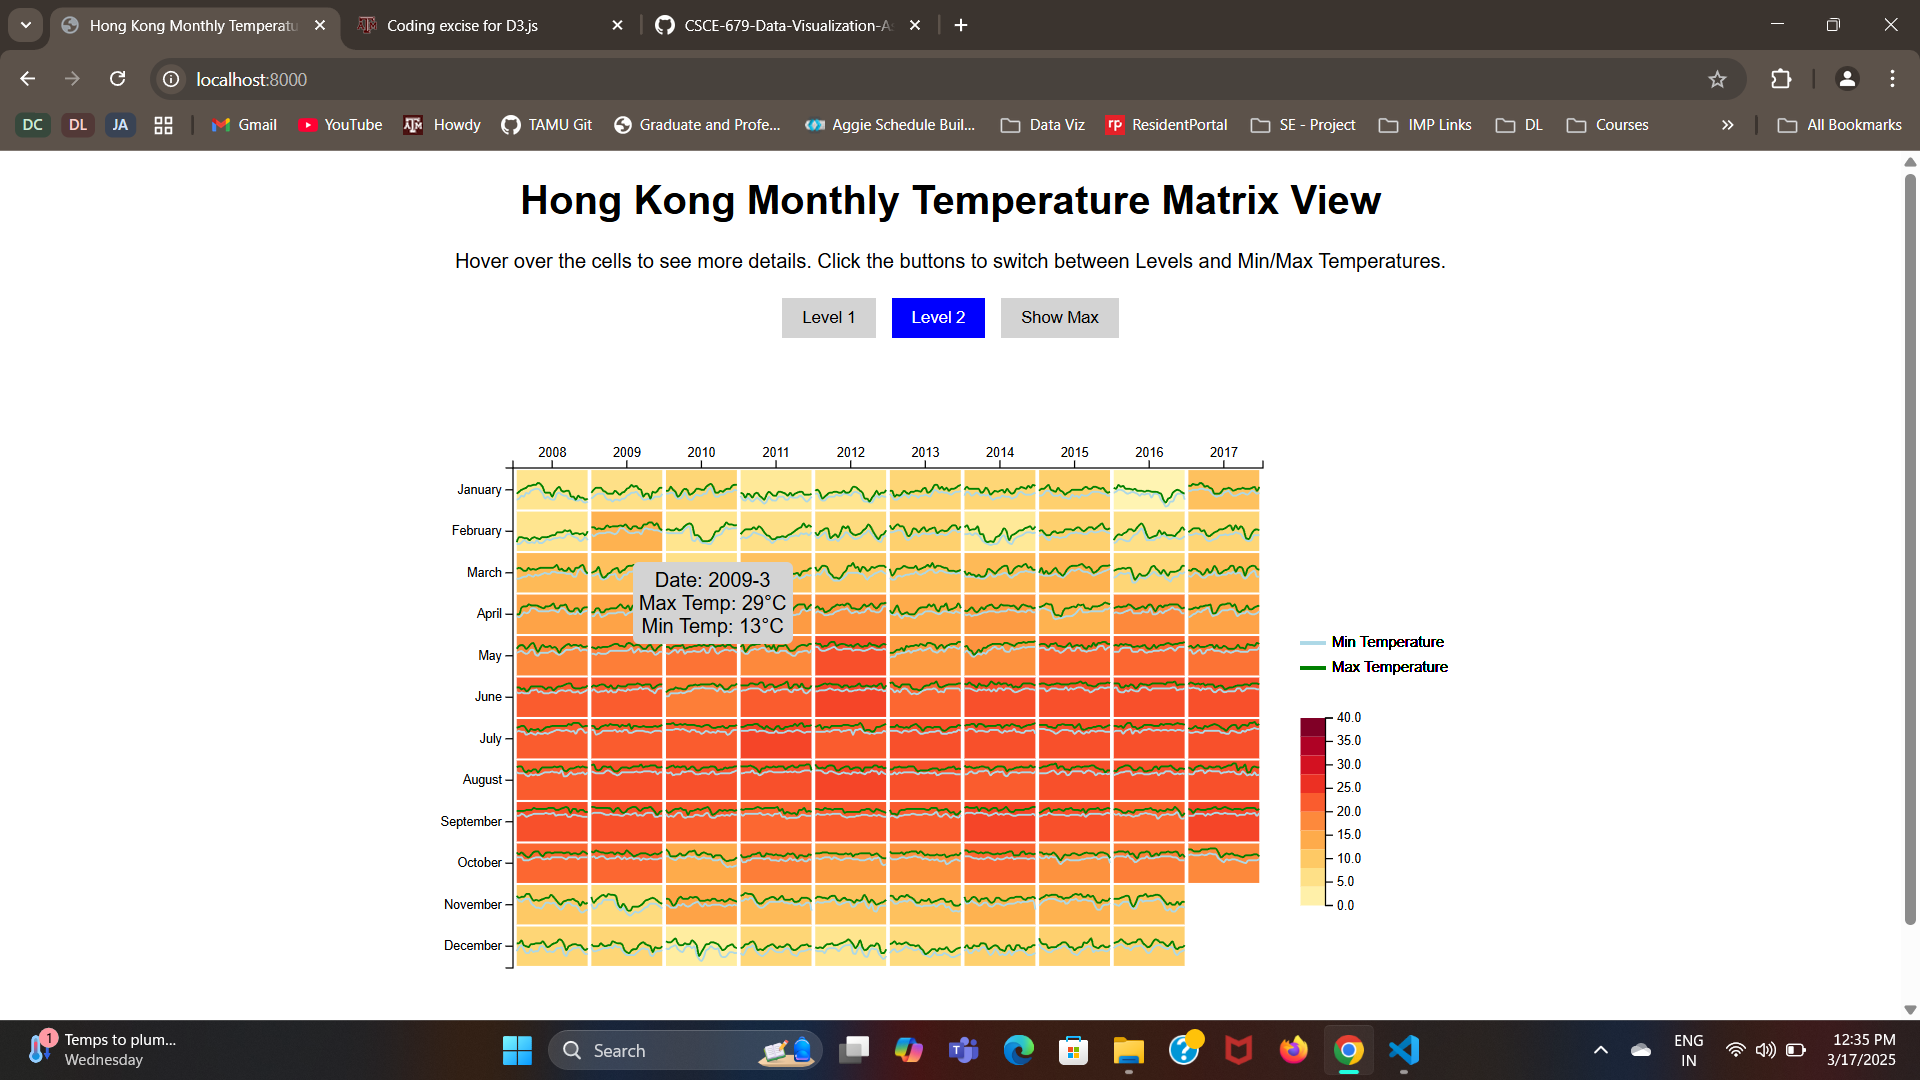 Hong Kong Monthly Temperatu
Coding excise for D3.js
CSCE-679-Data-Visualization-A
localhost:8000
DC
DL
JA
Gmail
YouTube
Howdy
TAMU Git
Graduate and Profe...
Aggie Schedule Buil...
Data Viz
rp
ResidentPortal
SE - Project
IMP Links
DL
Courses
All Bookmarks
Hong Kong Monthly Temperature Matrix View
Hover over the cells to see more details. Click the buttons to switch between Levels and Min/Max Temperatures.
Level 1
Level 2
Show Max
2008 2009 2010 2011 2012 2013 2014 2015 2016 2017
January
February
March
April
May
June
July
August
September
October
November
December
Date: 2009-3
Max Temp: 29°C
Min Temp: 13°C
Min Temperature
Max Temperature
40.0
35.0
30.0
25.0
20.0
15.0
10.0
5.0
0.0
1
Temps to plum...
Wednesday
Search
ENG
IN
12:35 PM
3/17/2025